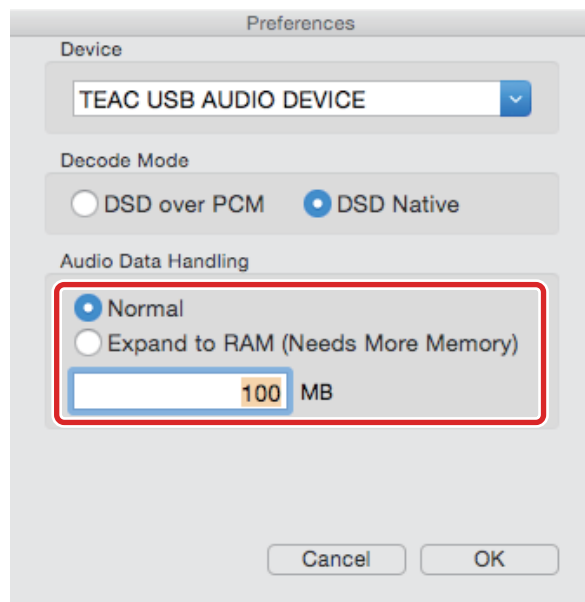 Preferences
Device
TEAC USB AUDIO DEVICE
Decode Mode
DSD over PCM DSD Native
Audio Data Handling
Normal
Expand to RAM (Needs More Memory)
100 MB
Cancel OK